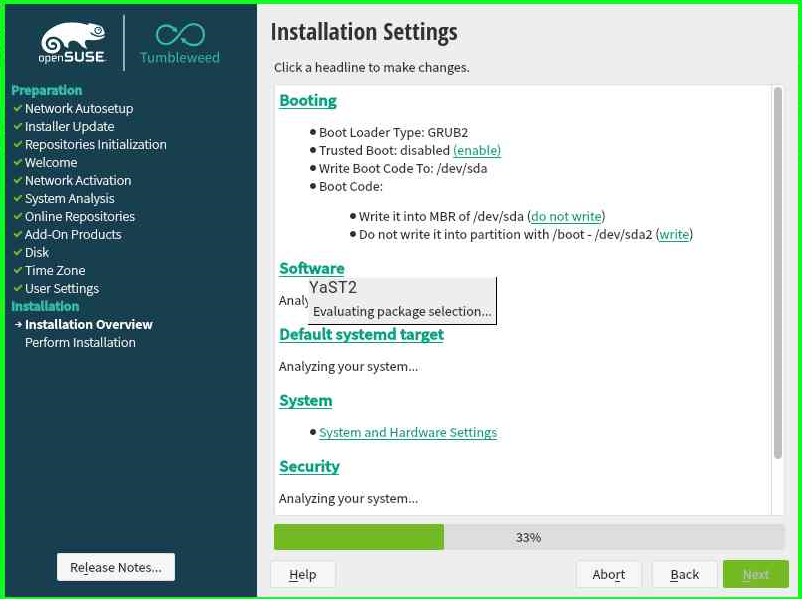 openSUSE
Tumbleweed
Preparation
Network Autosetup
Installer Update
Repositories Initialization
Welcome
Network Activation
System Analysis
Online Repositories
Add-On Products
Disk
Time Zone
User Settings
Installation
Installation Overview
Perform Installation
Release Notes...
Installation Settings
Click a headline to make changes.
Booting
Boot Loader Type: GRUB2
Trusted Boot: disabled (enable)
Write Boot Code To: /dev/sda
Boot Code:
Write it into MBR of /dev/sda (do not write)
Do not write it into partition with /boot - /dev/sda2 (write)
Software
YaST2
Evaluating package selection...
Default systemd target
Analyzing your system...
System
System and Hardware Settings
Security
Analyzing your system...
33%
Help
Abort
Back
Next